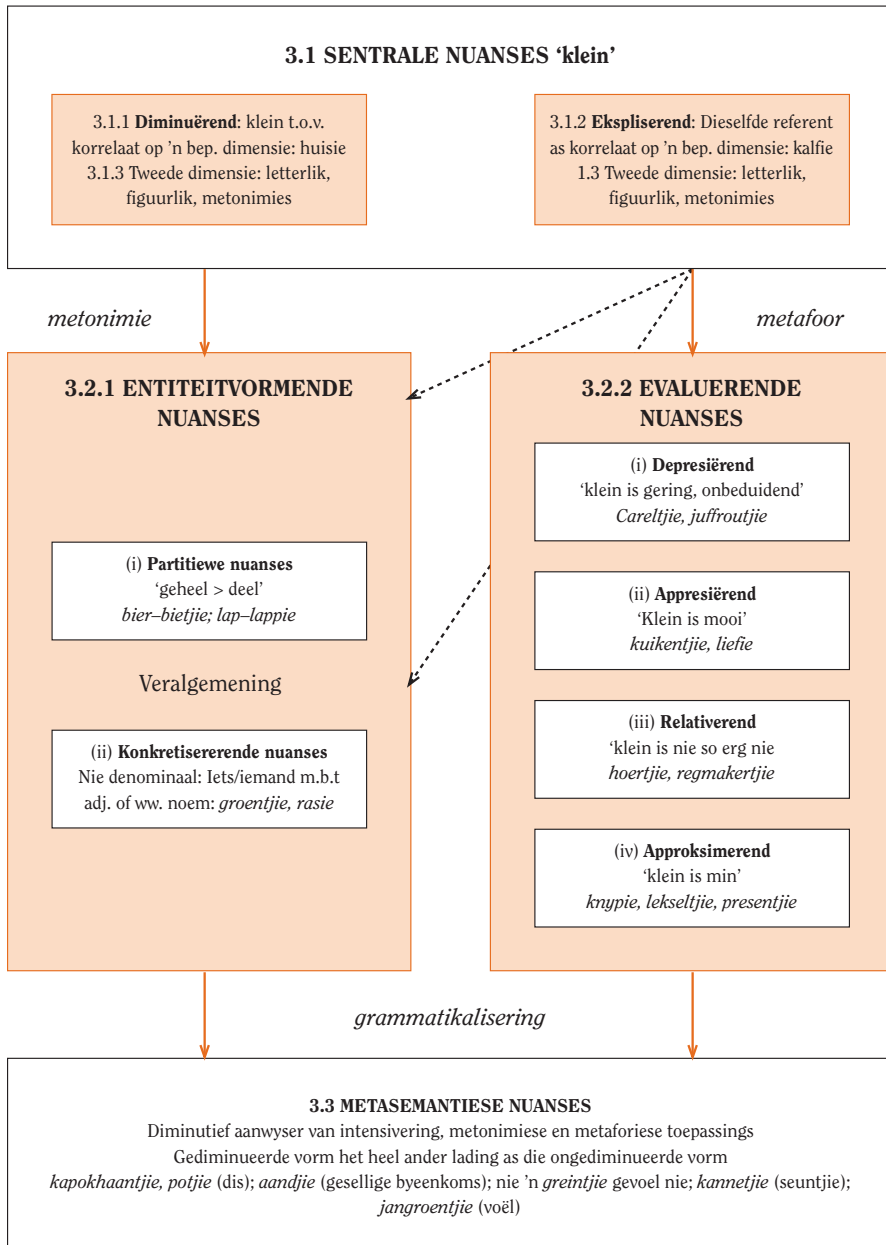 3.1 SENTRALE NUANSES ‘klein’
3.1.1 Diminuërend: klein t.o.v.
korrelaat op ’n bep. dimensie: huisie
3.1.3 Tweede dimensie: letterlik,
figuurlik, metonimies
3.1.2 Ekspliserend: Dieselfde referent
as korrelaat op ’n bep. dimensie: kalfie
1.3 Tweede dimensie: letterlik,
figuurlik, metonimies
metonimie
metafoor
3.2.1 ENTITEITVORMENDE
NUANSES
(i) Partitiewe nuanses
‘geheel > deel’
bier–bietjie; lap–lappie
Veralgemening
(ii) Konkretisererende nuanses
Nie denominaal: Iets/iemand m.b.t
adj. of ww. noem: groentjie, rasie
3.2.2 EVALUERENDE
NUANSES
(i) Depresiërend
‘klein is gering, onbeduidend’
Careltjie, juffroutjie
(ii) Appresiërend
‘Klein is mooi’
kuikentjie, liefie
(iii) Relativerend
‘klein is nie so erg nie
hoertjie, regmakertjie
(iv) Approksimerend
‘klein is min’
knypie, lekseltjie, presentjie
grammatikalisering
3.3 METASEMANTIESE NUANSES
Diminutief aanwyser van intensivering, metonimiese en metaforiese toepassings
Gediminueerde vorm het heel ander lading as die ongediminueerde vorm
kapokhaantjie, potjie (dis); aandjie (gesellige byeenkoms); nie ’n greintjie gevoel nie; kannetjie (seuntjie);
jangroentjie (voël)